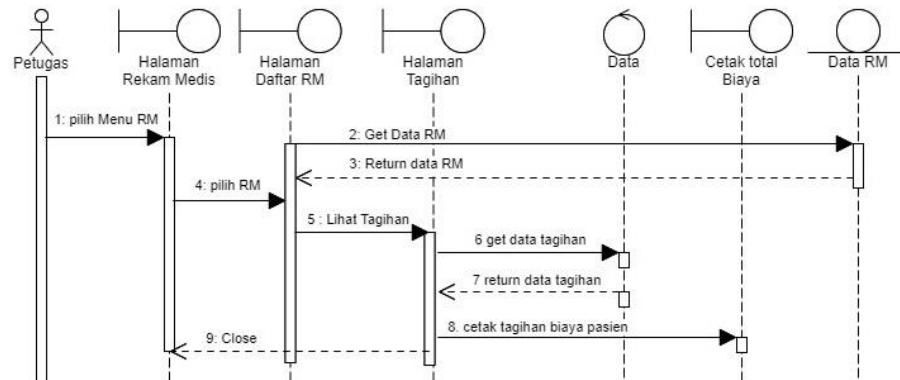 Petugas
Halaman
Rekam Medis
Halaman
Daftar RM
Halaman
Tagihan
Data
Cetak total
Biaya
Data RM
1: pilih Menu RM
2: Get Data RM
3: Return data RM
4: pilih RM
5 : Lihat Tagihan
6 get data tagihan
7 return data tagihan
8. cetak tagihan biaya pasien
9: Close